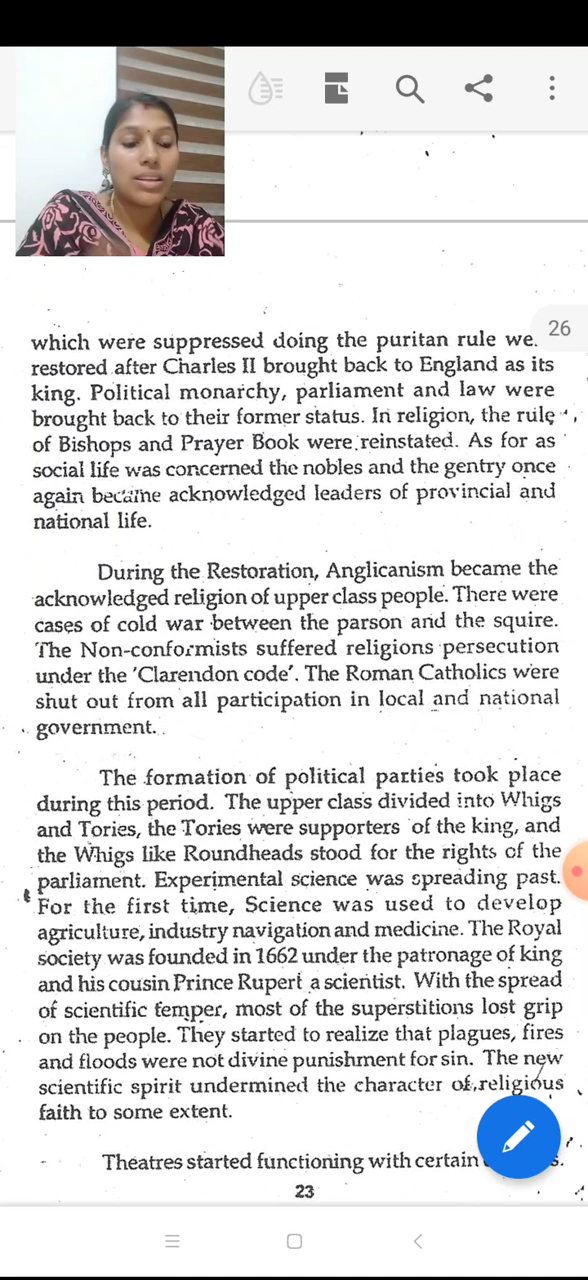 26
which were suppressed doing the puritan rule we
restored after Charles II brought back to England as its
king. Political monarchy, parliament and law were
brought back to their former status. In religion, the rule
of Bishops and Prayer Book were reinstated. As for as
social life was concerned the nobles and the gentry once
again became acknowledged leaders of provincial and
national life.
During the Restoration, Anglicanism became the
acknowledged religion of upper class people. There were
cases of cold war between the parson and the squire.
The Non-conformists suffered religions persecution
under the 'Clarendon code'. The Roman Catholics were
shut out from all participation in local and national
government.
The formation of political parties took place
during this period. The upper class divided into Whigs
and Tories, the Tories were supporters of the king, and
the Whigs like Roundheads stood for the rights of the
parliament. Experimental science was spreading past.
For the first time, Science was used to develop
agriculture, industry navigation and medicine. The Royal
society was founded in 1662 under the patronage of king
and his cousin Prince Rupert a scientist. With the spread
of scientific temper, most of the superstitions lost grip
on the people. They started to realize that plagues, fires
and floods were not divine punishment for sin. The new
scientific spirit undermined the character of religious
faith to some extent.
Theatres started functioning with certain
23